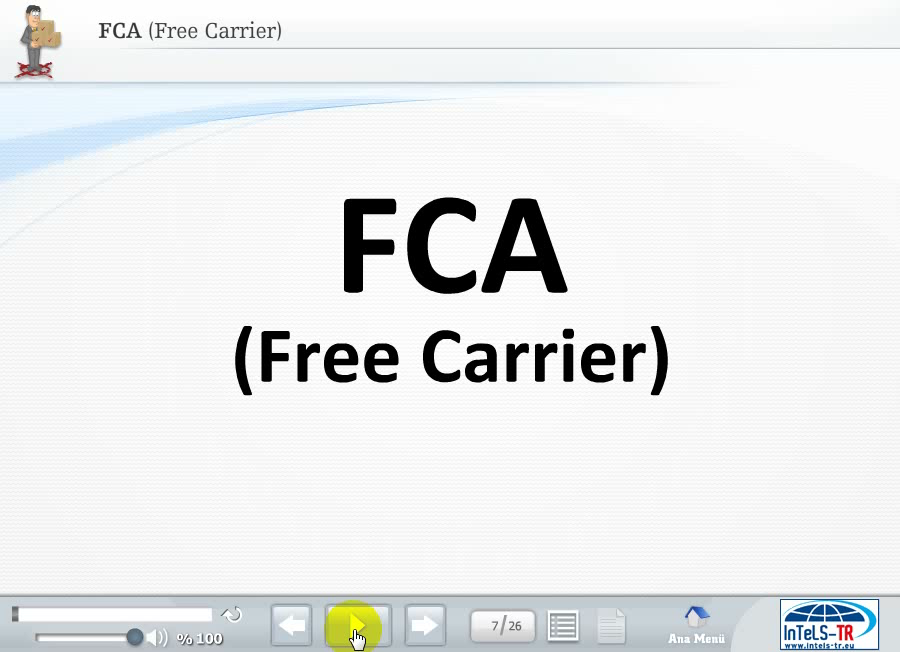 FCA (Free Carrier)
FCA
(Free Carrier)
% 100
7 / 26
Ana Menü
InTeLS-TR
www.intels-tr.eu